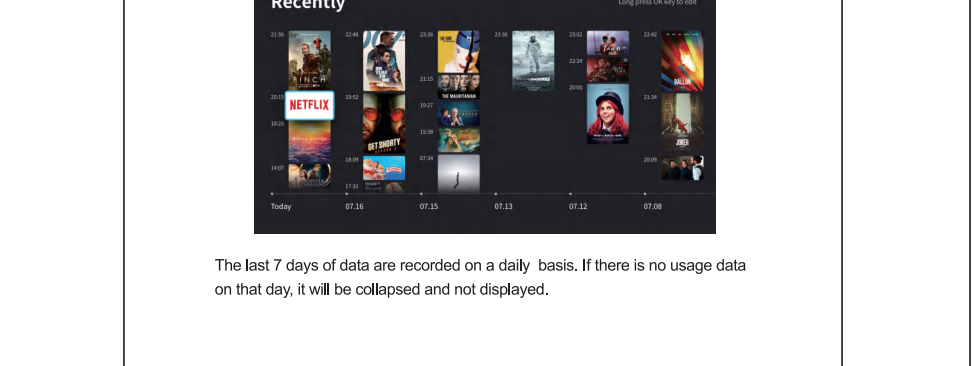 Recently
Long press OK key to edit
21:36
22:48
23:36
23:36
23:02
22:42
FINCH
22:24
BALLON
21:15
THE MAURITANIAN
20:15
NETFLIX
19:52
20:00
21:34
19:27
18:28
GET SHORTY
15:38
JOKER
14:07
18:09
07:34
20:09
17:32
Today
07.16
07.15
07.13
07.12
07.08
The last 7 days of data are recorded on a daily basis. If there is no usage data
on that day, it will be collapsed and not displayed.